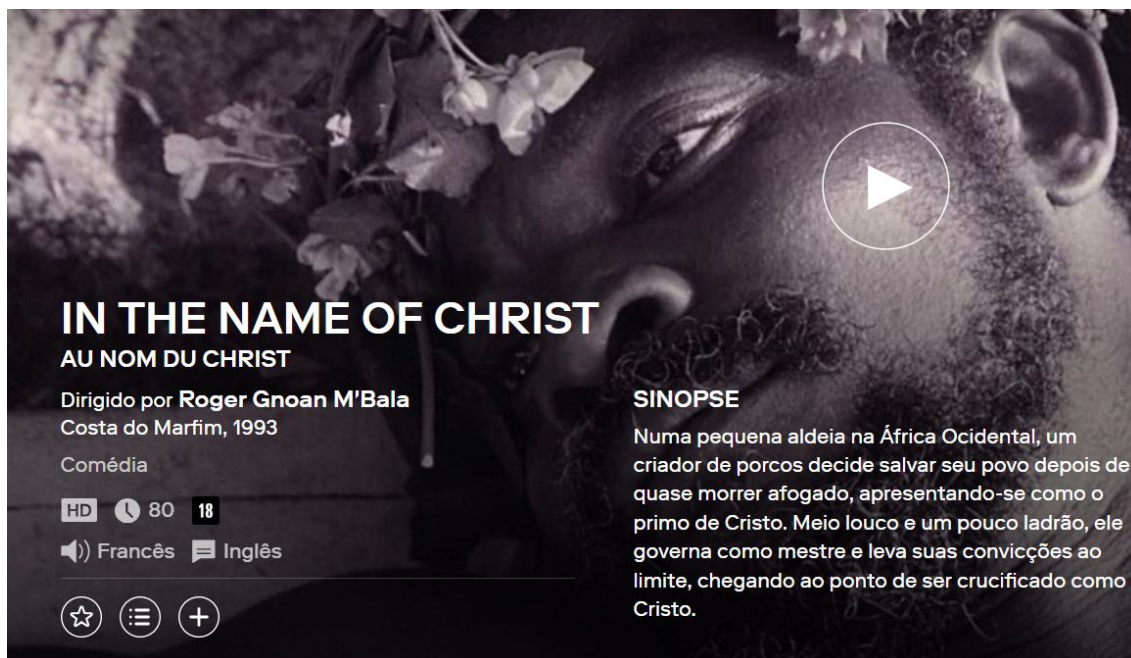 IN THE NAME OF CHRIST
AU NOM DU CHRIST
Dirigido por Roger Gnoan M'Bala
Costa do Marfim, 1993
Comédia
HD 80 18
Francês Inglês
SINOPSE
Numa pequena aldeia na África Ocidental, um
criador de porcos decide salvar seu povo depois de
quase morrer afogado, apresentando-se como o
primo de Cristo. Meio louco e um pouco ladrão, ele
governa como mestre e leva suas convicções ao
limite, chegando ao ponto de ser crucificado como
Cristo.